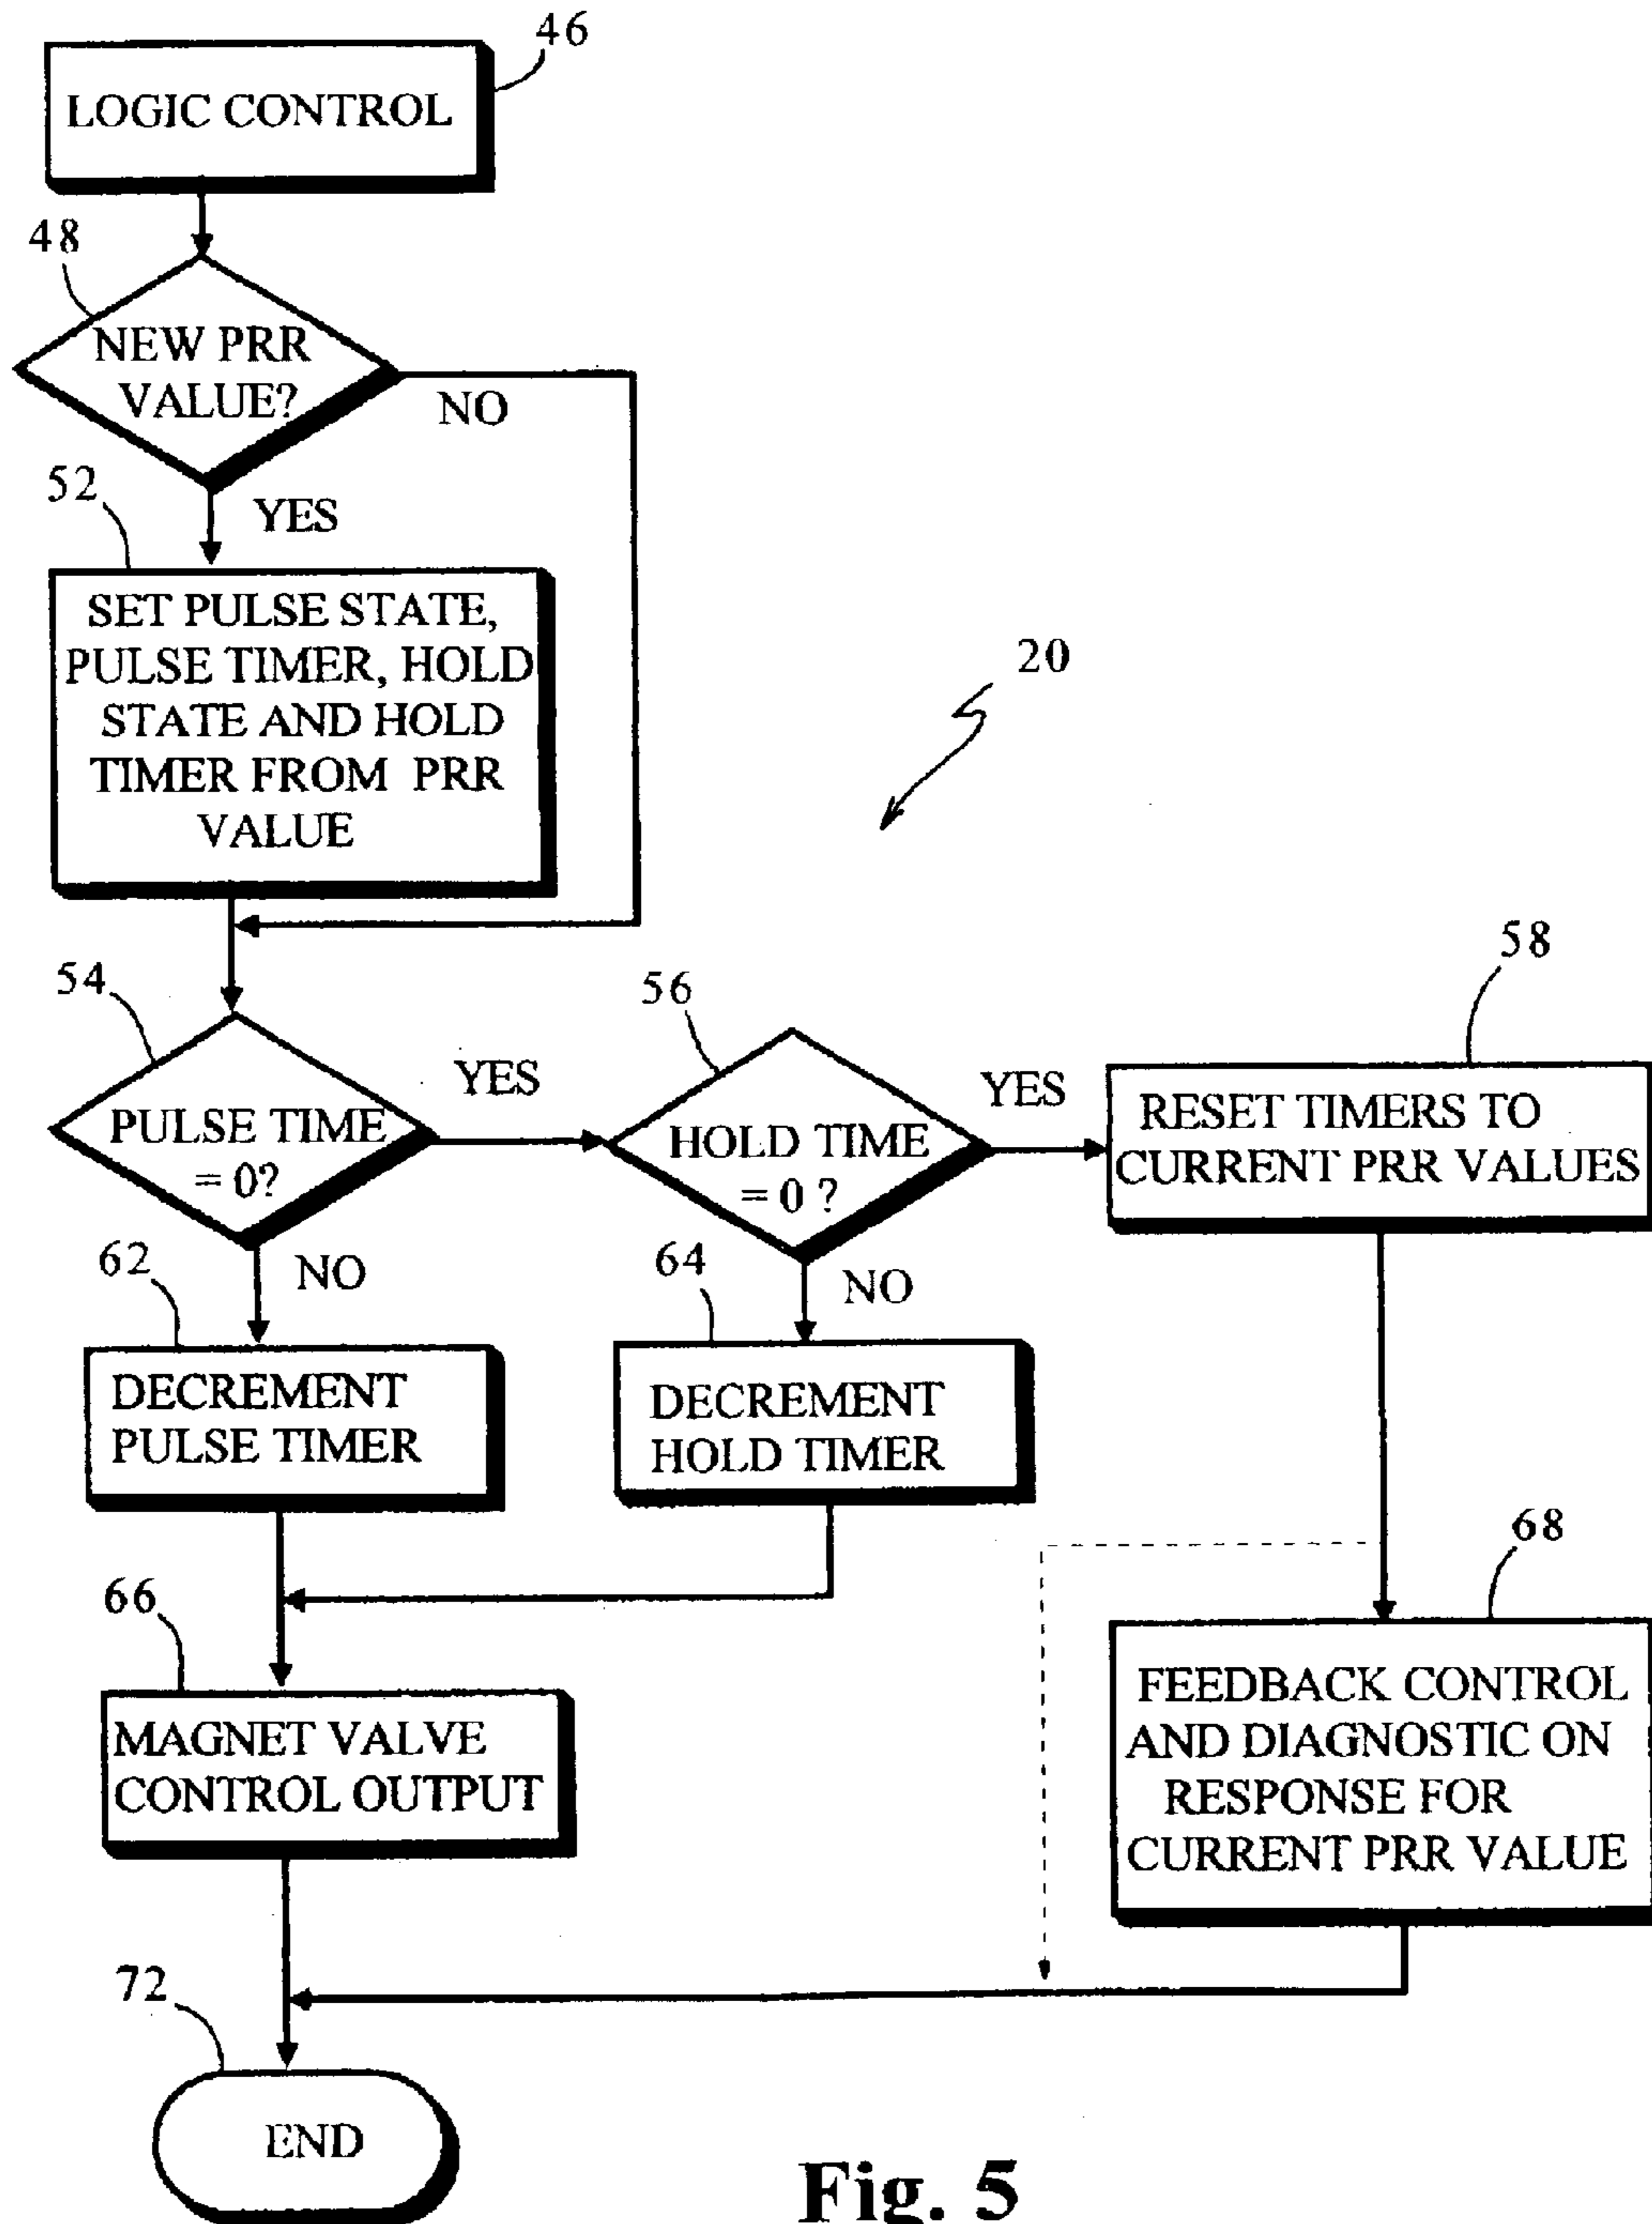 46
LOGIC CONTROL
48
NEW PRR
VALUE?
NO
52
YES
SET PULSE STATE,
PULSE TIMER, HOLD
STATE AND HOLD
TIMER FROM PRR
VALUE
20
54
YES
56
YES
58
PULSE TIME
= 0?
HOLD TIME
= 0 ?
RESET TIMERS TO
CURRENT PRR VALUES
62
NO
64
NO
DECREMENT
PULSE TIMER
DECREMENT
HOLD TIMER
66
68
MAGNET VALVE
CONTROL OUTPUT
FEEDBACK CONTROL
AND DIAGNOSTIC ON
RESPONSE FOR
CURRENT PRR VALUE
72
END
Fig. 5